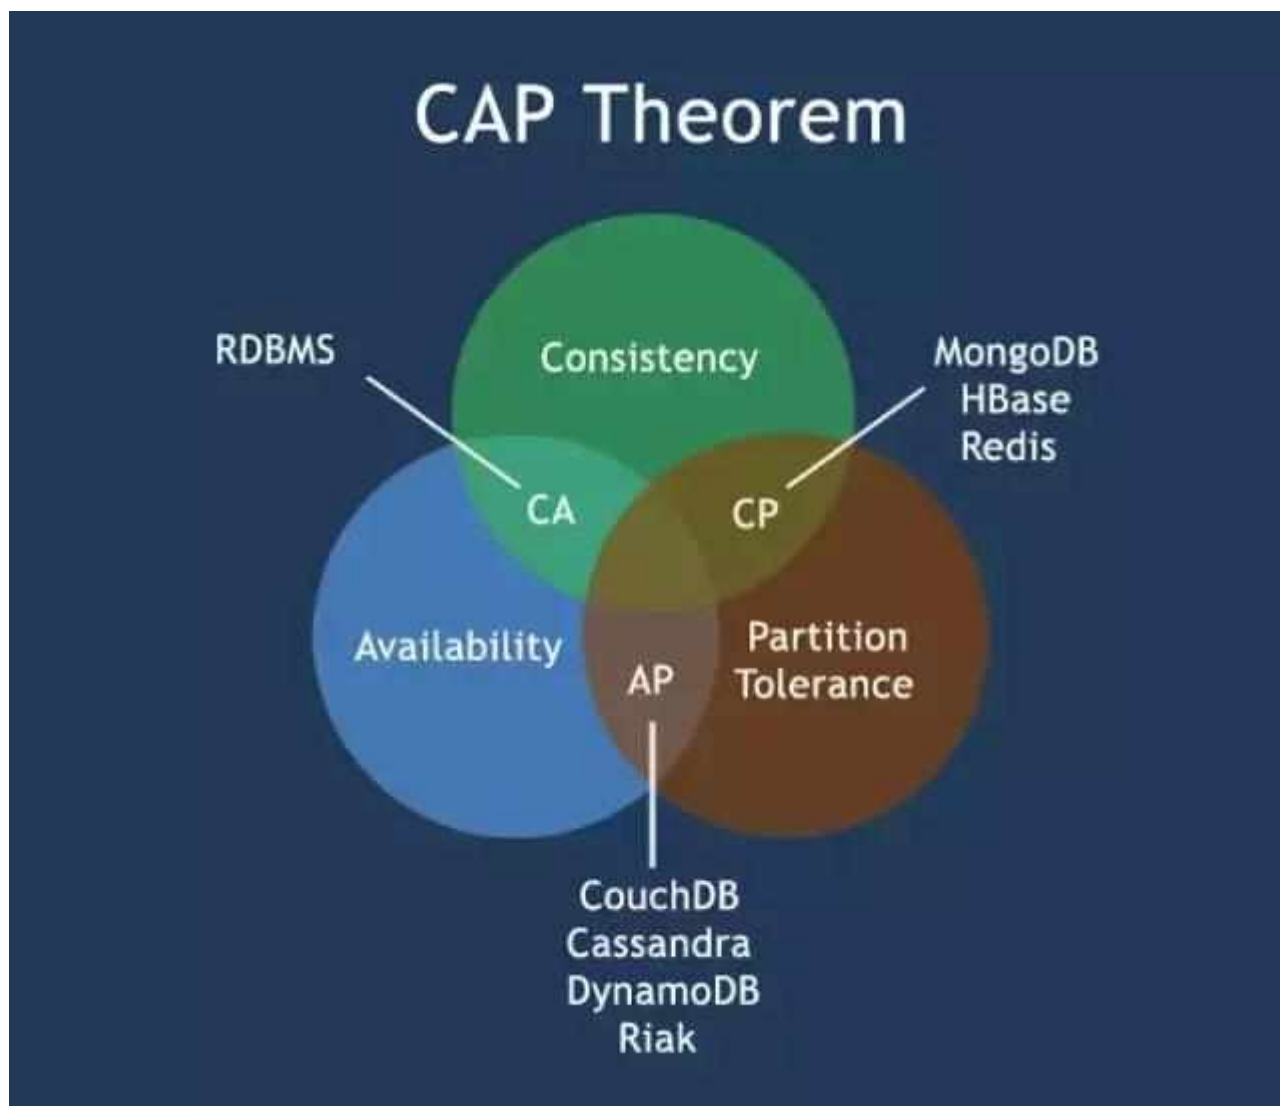 CAP Theorem
Consistency
RDBMS
MongoDB
HBase
Redis
CA
CP
Availability
Partition
Tolerance
AP
CouchDB
Cassandra
DynamoDB
Riak